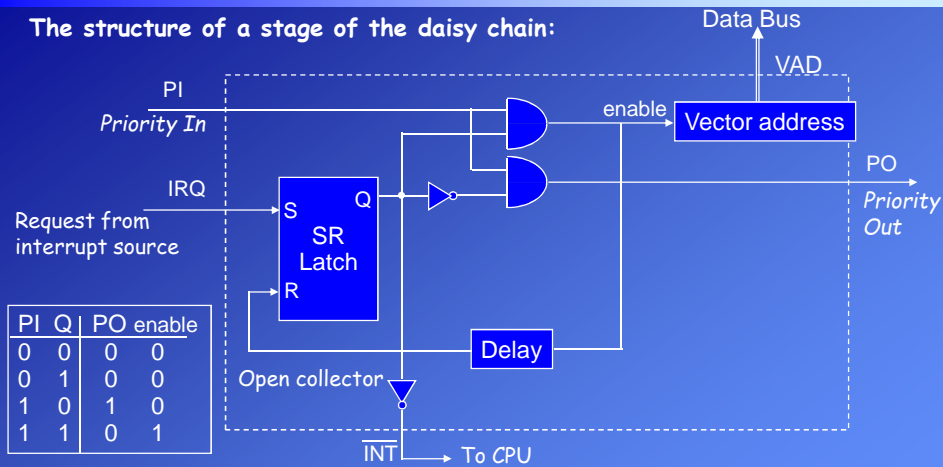 The structure of a stage of the daisy chain:
Data Bus
VAD
PI
Priority In
enable
Vector address
PO
Priority
Out
IRQ
Request from
interrupt source
S
Q
SR
Latch
R
Delay
PI Q PO enable
0 0 0 0
0 1 0 0
1 0 1 0
1 1 0 1
Open collector
I̅N̅T̅
To CPU